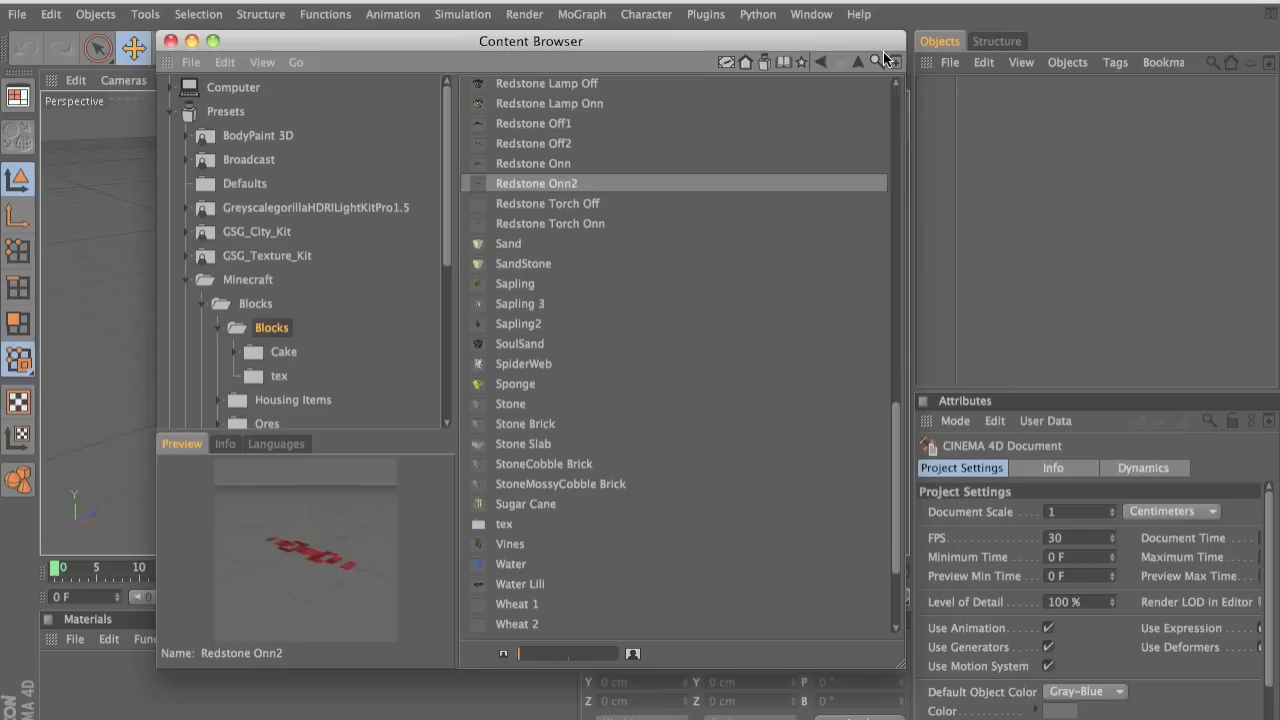 File Edit Objects Tools Selection Structure Functions Animation Simulation Render MoGraph Character Plugins Python Window Help
Content Browser
Objects Structure
Edit Cameras
File Edit View Go
File Edit View Objects Tags Bookma
Perspective
Computer
Presets
BodyPaint 3D
Broadcast
Defaults
GreyscalegorillaHDRILightKitPro1.5
GSG_City_Kit
GSG_Texture_Kit
Minecraft
Blocks
Blocks
Cake
tex
Housing Items
Ores
Redstone Lamp Off
Redstone Lamp Onn
Redstone Off1
Redstone Off2
Redstone Onn
Redstone Onn2
Redstone Torch Off
Redstone Torch Onn
Sand
SandStone
Sapling
Sapling 3
Sapling2
SoulSand
SpiderWeb
Sponge
Stone
Stone Brick
Stone Slab
StoneCobble Brick
StoneMossyCobble Brick
Sugar Cane
tex
Vines
Water
Water Lili
Wheat 1
Wheat 2
Preview Info Languages
Name: Redstone Onn2
Y
Z
0 5 10
0 F 0
Materials
File Edit Func
Y 0 cm Y 0 cm P 0 °
Z 0 cm Z 0 cm B 0 °
Attributes
Mode Edit User Data
CINEMA 4D Document
Project Settings Info Dynamics
Project Settings
Document Scale .... 1 Centimeters
FPS 30 Document Time
Minimum Time 0 F Maximum Time
Preview Min Time 0 F Preview Max Time
Level of Detail 100 % Render LOD in Editor
Use Animation Use Expression
Use Generators Use Deformers
Use Motion System
Default Object Color Gray-Blue
Color
XON
MA 4D